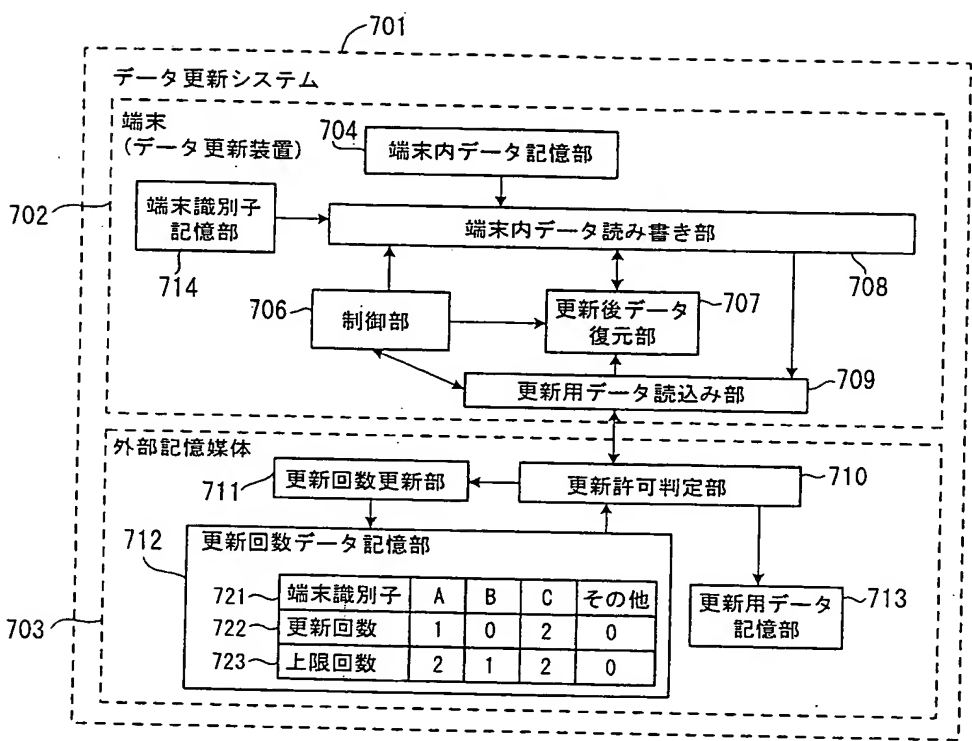 701
データ更新システム
端末
(データ更新装置)
704
端末内データ記憶部
702
端末識別子
記憶部
714
端末内データ読み書き部
708
706
制御部
更新後データ
復元部
707
更新用データ読込み部
709
外部記憶媒体
711
更新回数更新部
更新許可判定部
710
712
更新回数データ記憶部
721 端末識別子 A B C その他
722 更新回数 1 0 2 0
723 上限回数 2 1 2 0
703
更新用データ
記憶部
713